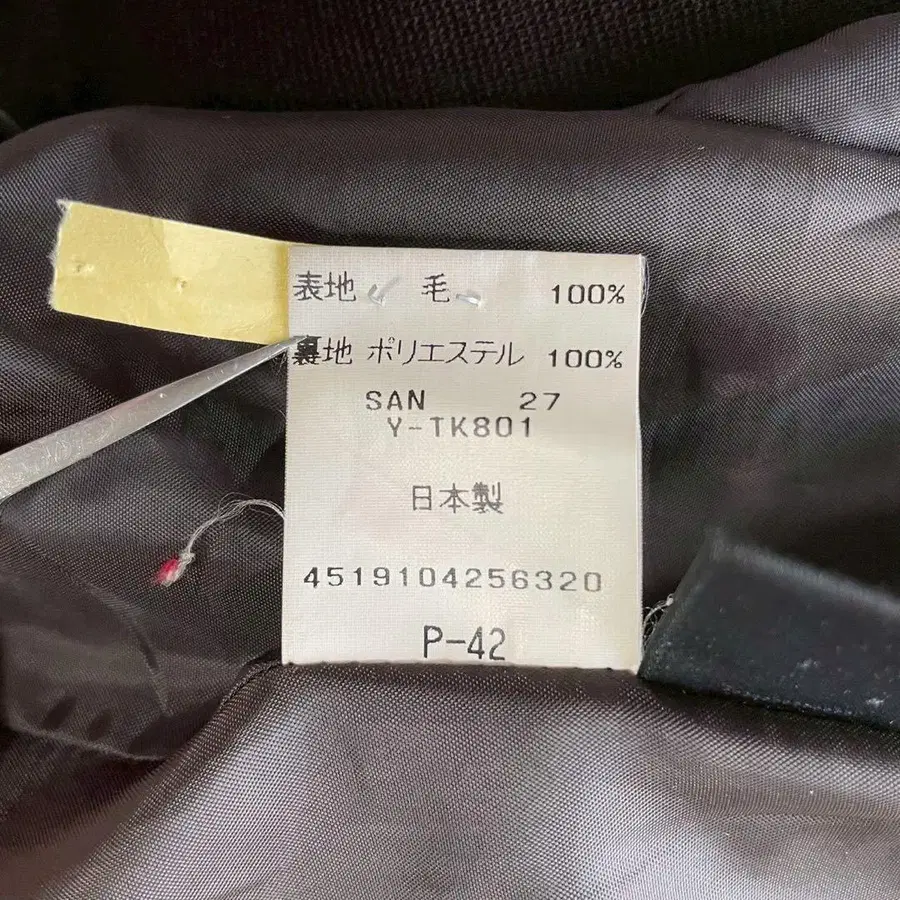 表地 毛 100%
裏地 ポリエステル 100%
SAN 27
Y-TK801
日本製
4519104256320
P-42